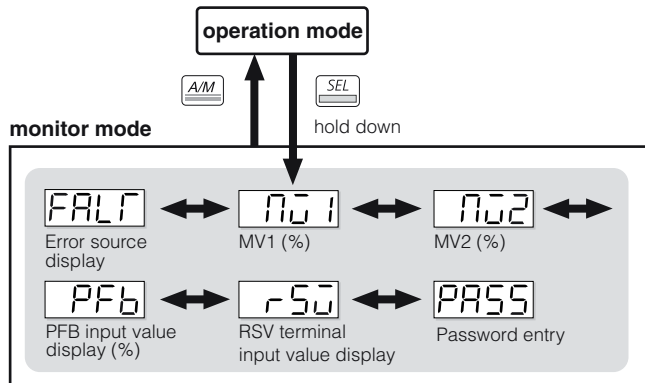 operation mode
A/M
SEL
monitor mode
hold down
FALT
MV1
MV2
Error source
display
MV1 (%)
MV2 (%)
PFb
rSV
PASS
PFB input value
display (%)
RSV terminal
input value display
Password entry